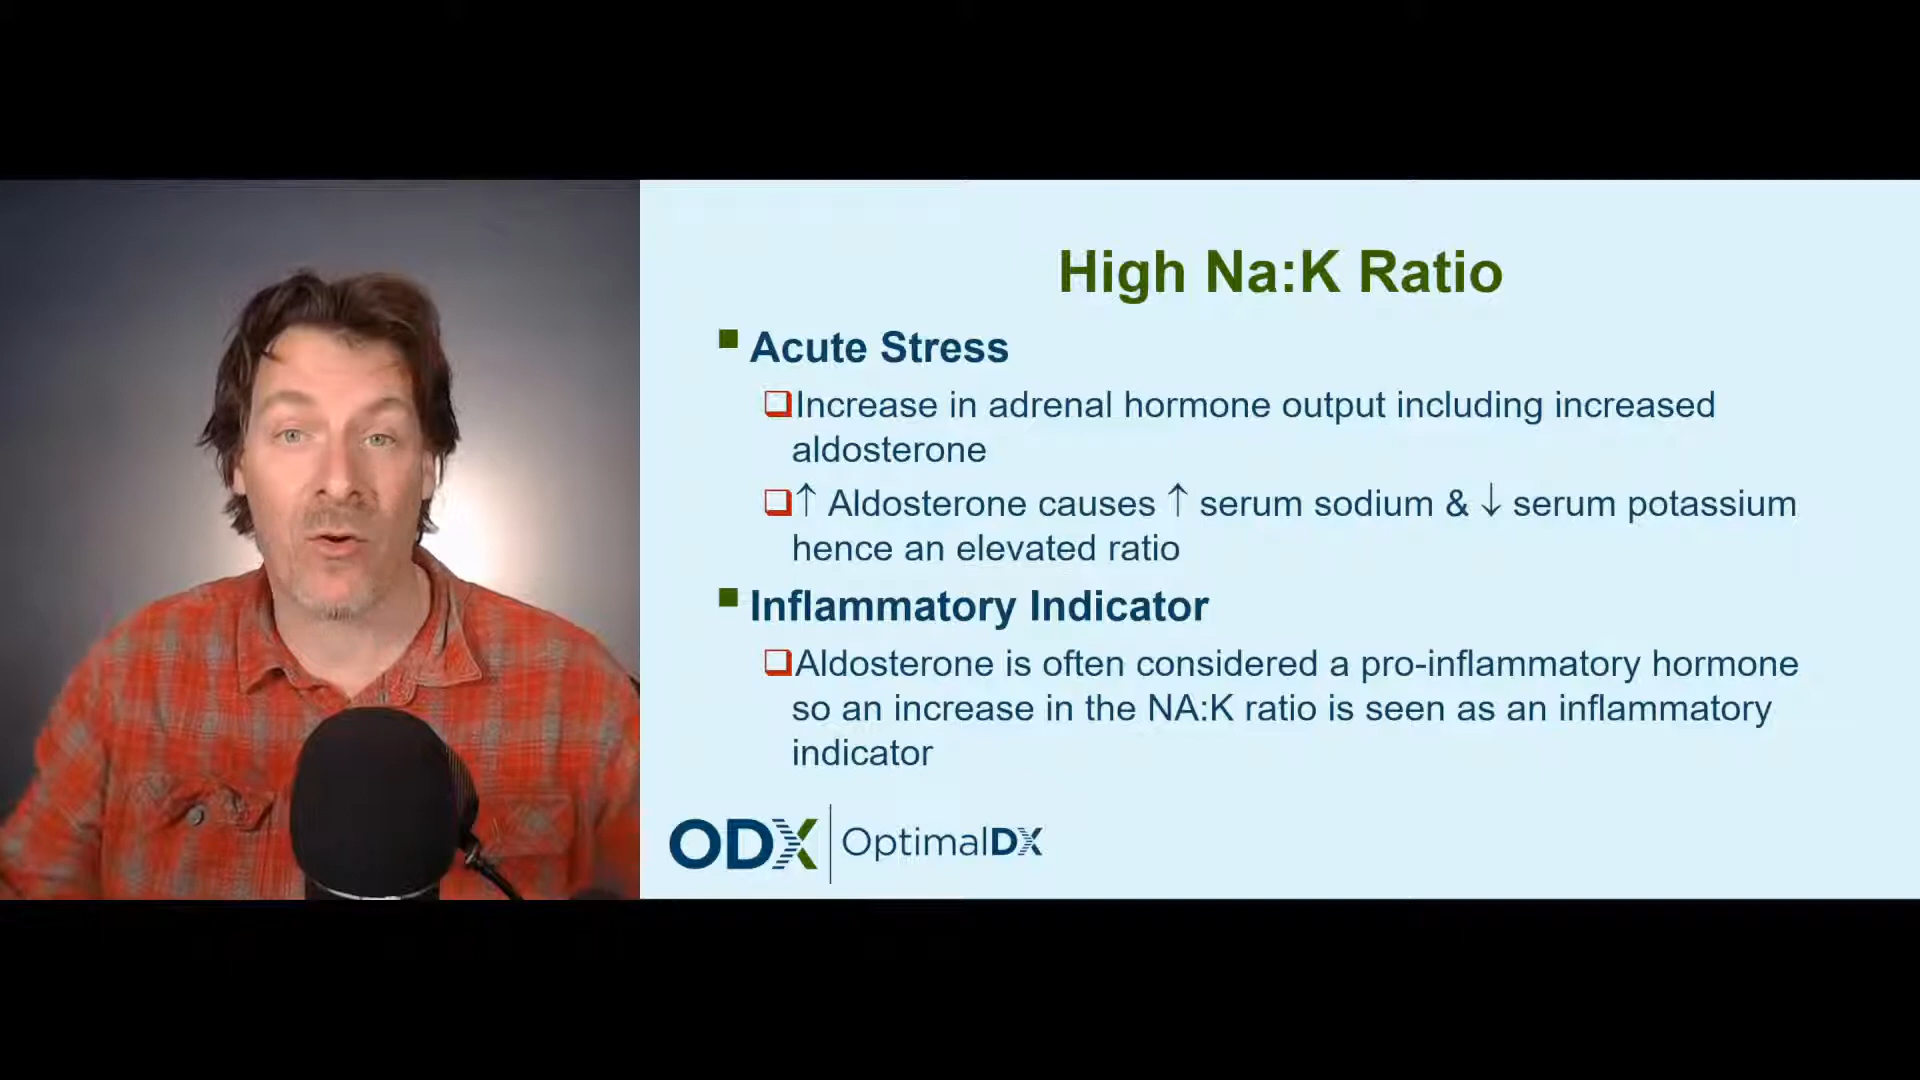 High Na:K Ratio
Acute Stress
Increase in adrenal hormone output including increased
aldosterone
↑ Aldosterone causes ↑ serum sodium & ↓ serum potassium
hence an elevated ratio
Inflammatory Indicator
Aldosterone is often considered a pro-inflammatory hormone
so an increase in the NA:K ratio is seen as an inflammatory
indicator
ODX | OptimalDX